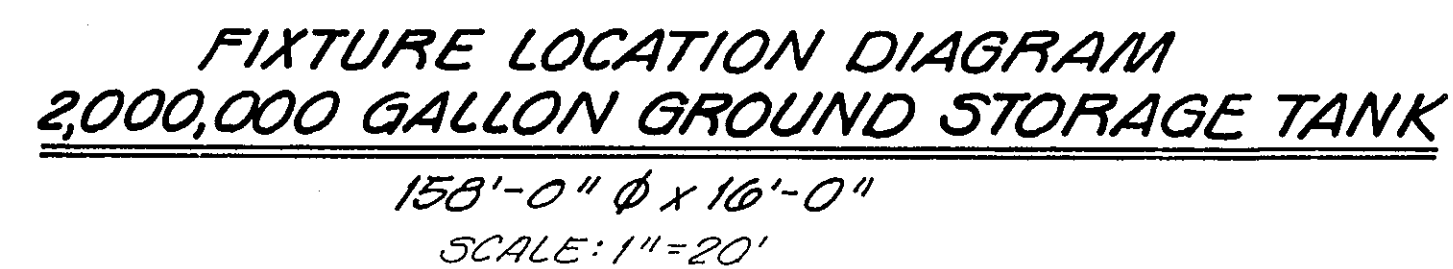 FIXTURE LOCATION DIAGRAM
2,000,000 GALLON GROUND STORAGE TANK
158'-0" ϕ x 16'-0"
SCALE: 1"=20'